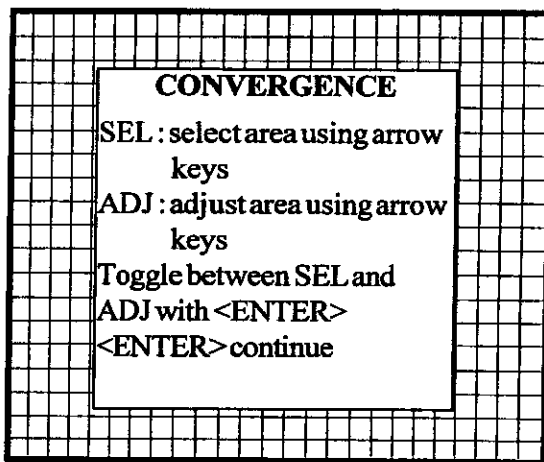 CONVERGENCE
SEL : select area using arrow
keys
ADJ : adjust area using arrow
keys
Toggle between SEL and
ADJ with <ENTER>
<ENTER> continue